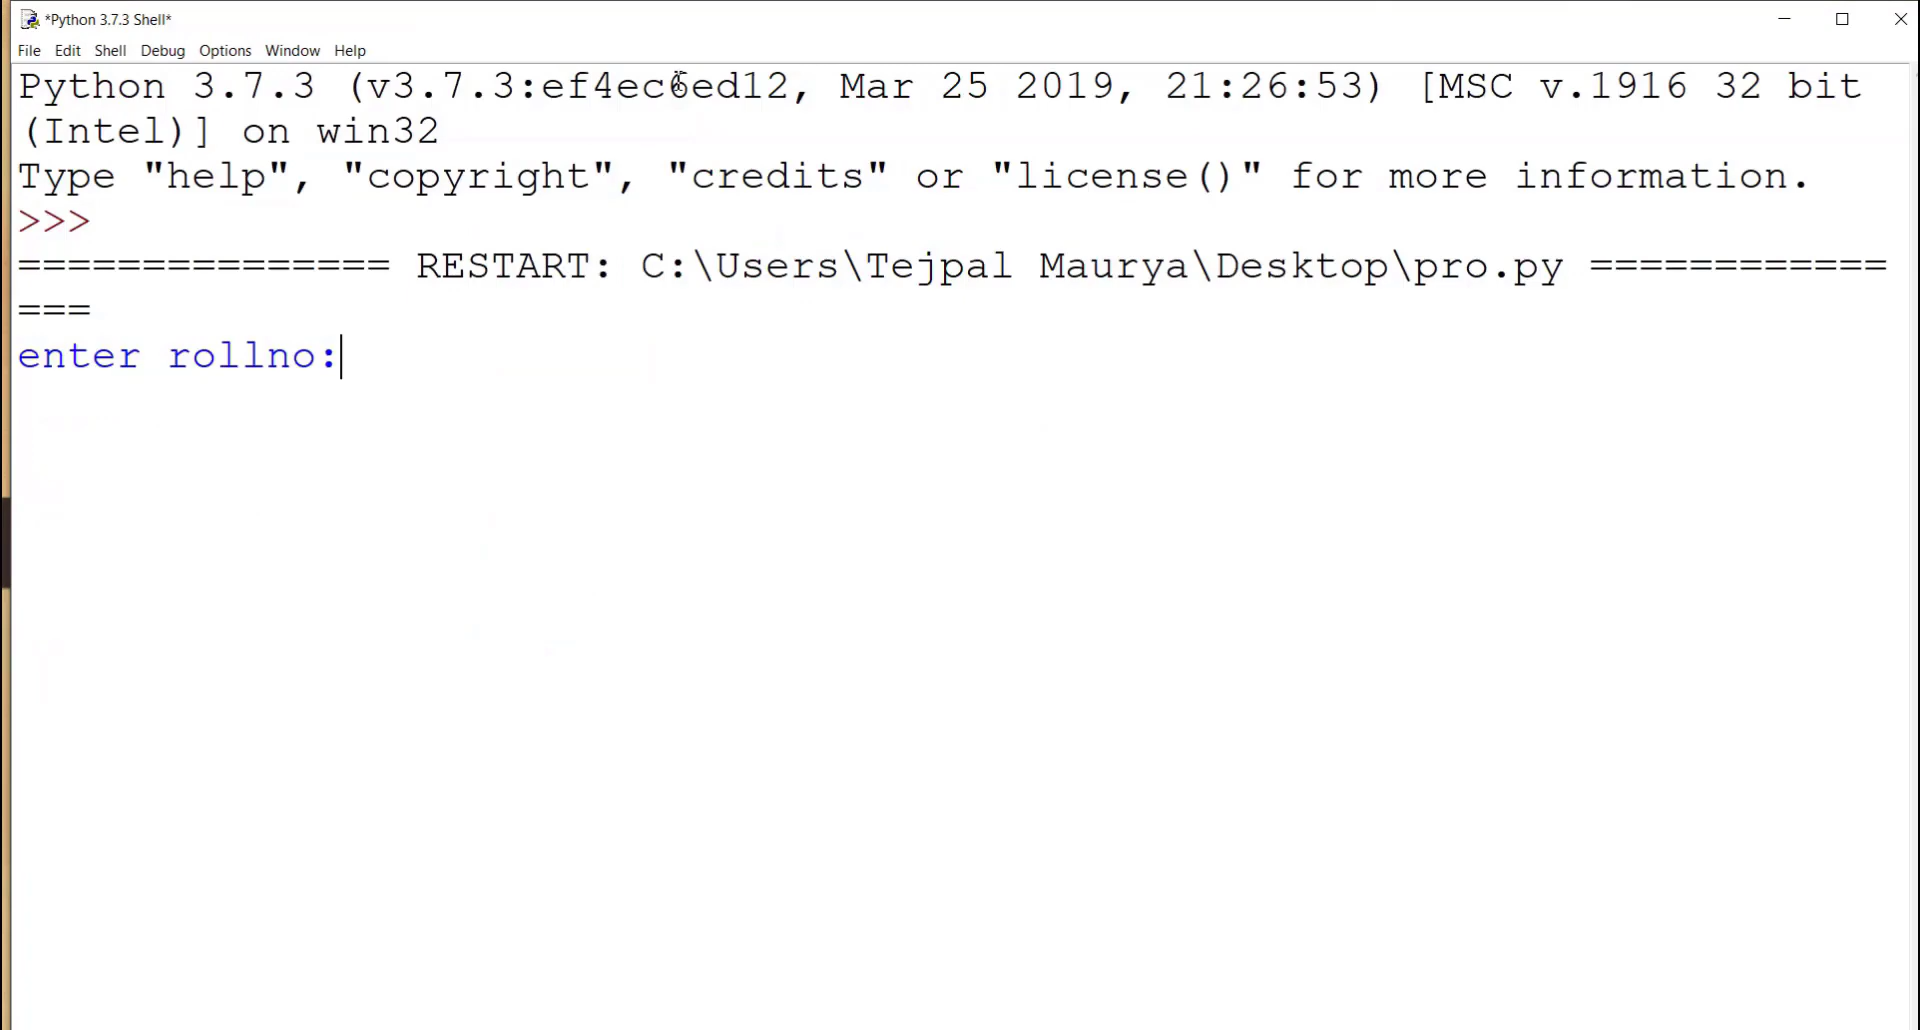 *Python 3.7.3 Shell*
File Edit Shell Debug Options Window Help
Python 3.7.3 (v3.7.3:ef4ec6ed12, Mar 25 2019, 21:26:53) [MSC v.1916 32 bit
(Intel)] on win32
Type "help", "copyright", "credits" or "license()" for more information.
>>>
=============== RESTART: C:\Users\Tejpal Maurya\Desktop\pro.py ============
===
enter rollno: